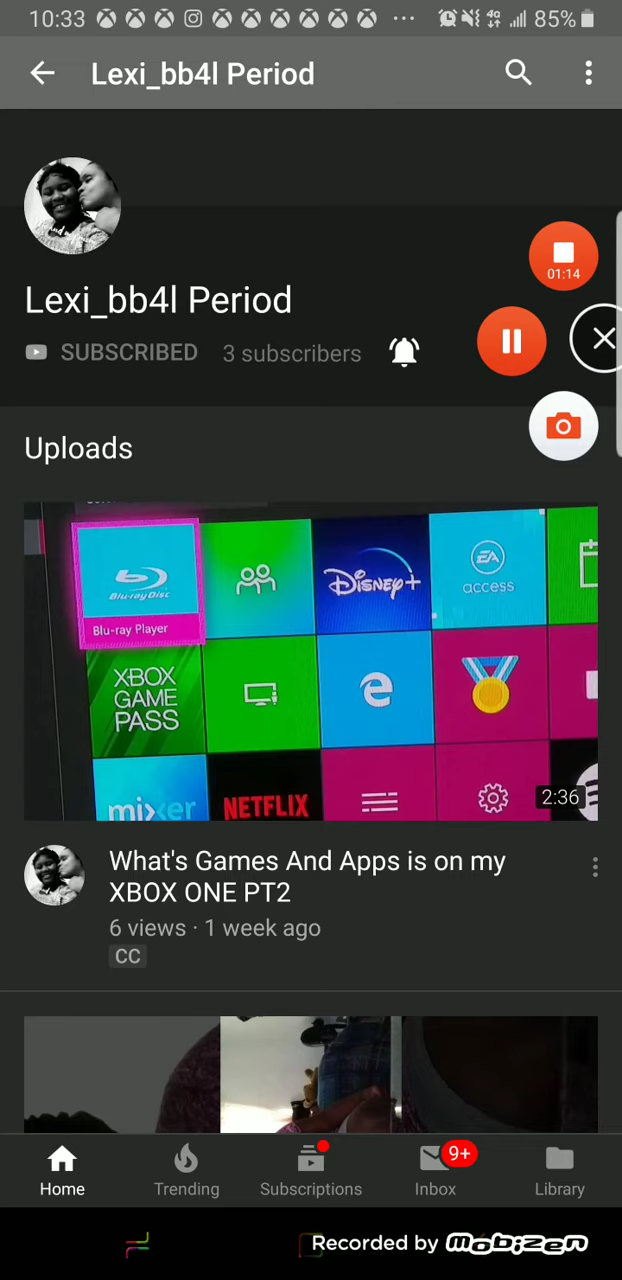 10:33 ... 4G 85%
Lexi_bb4l Period
01:14
Lexi_bb4l Period
SUBSCRIBED 3 subscribers
Uploads
Blu-ray Disc
Blu-ray Player
Disney+
EA
access
XBOX
GAME
PASS
e
mixer
NETFLIX
2:36
What's Games And Apps is on my
XBOX ONE PT2
6 views · 1 week ago
CC
9+
Home Trending Subscriptions Inbox Library
Recorded by Mobizen